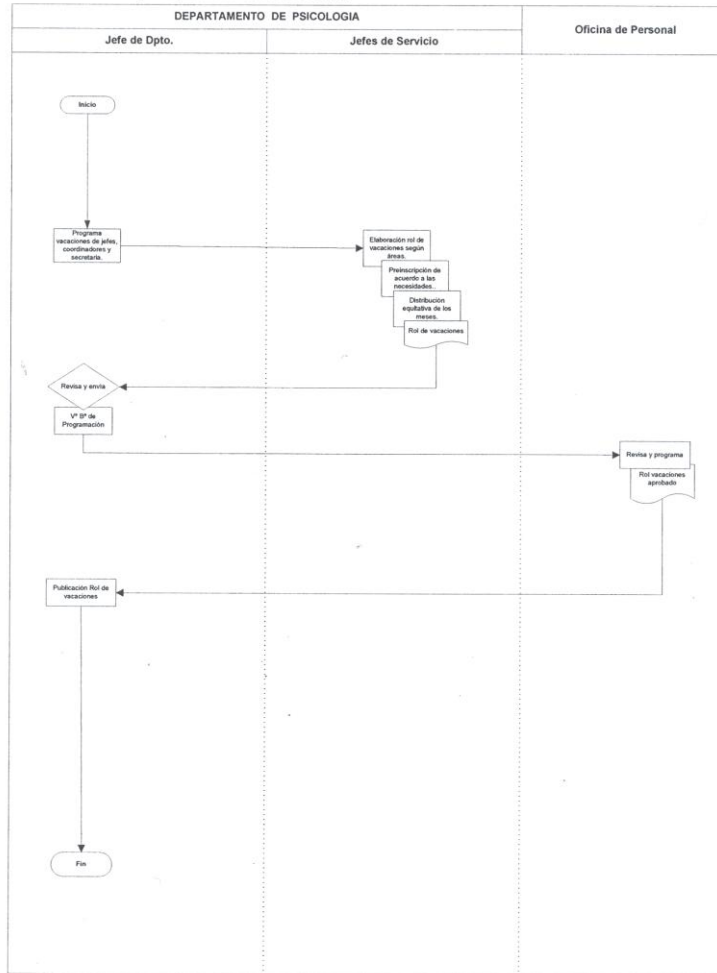 DEPARTAMENTO DE PSICOLOGIA
Jefe de Dpto.
Jefes de Servicio
Oficina de Personal
Inicio
Programa
vacaciones de jefes,
coordinadores y
secretaria.
Elaboración rol de
vacaciones según
áreas.
Preinscripción de
acuerdo a las
necesidades..
Distribución
equitativa de los
meses.
Rol de vacaciones
Revisa y envia
Vº Bº de
Programación
Revisa y programa
Rol vacaciones
aprobado
Publicación Rol de
vacaciones
Fin